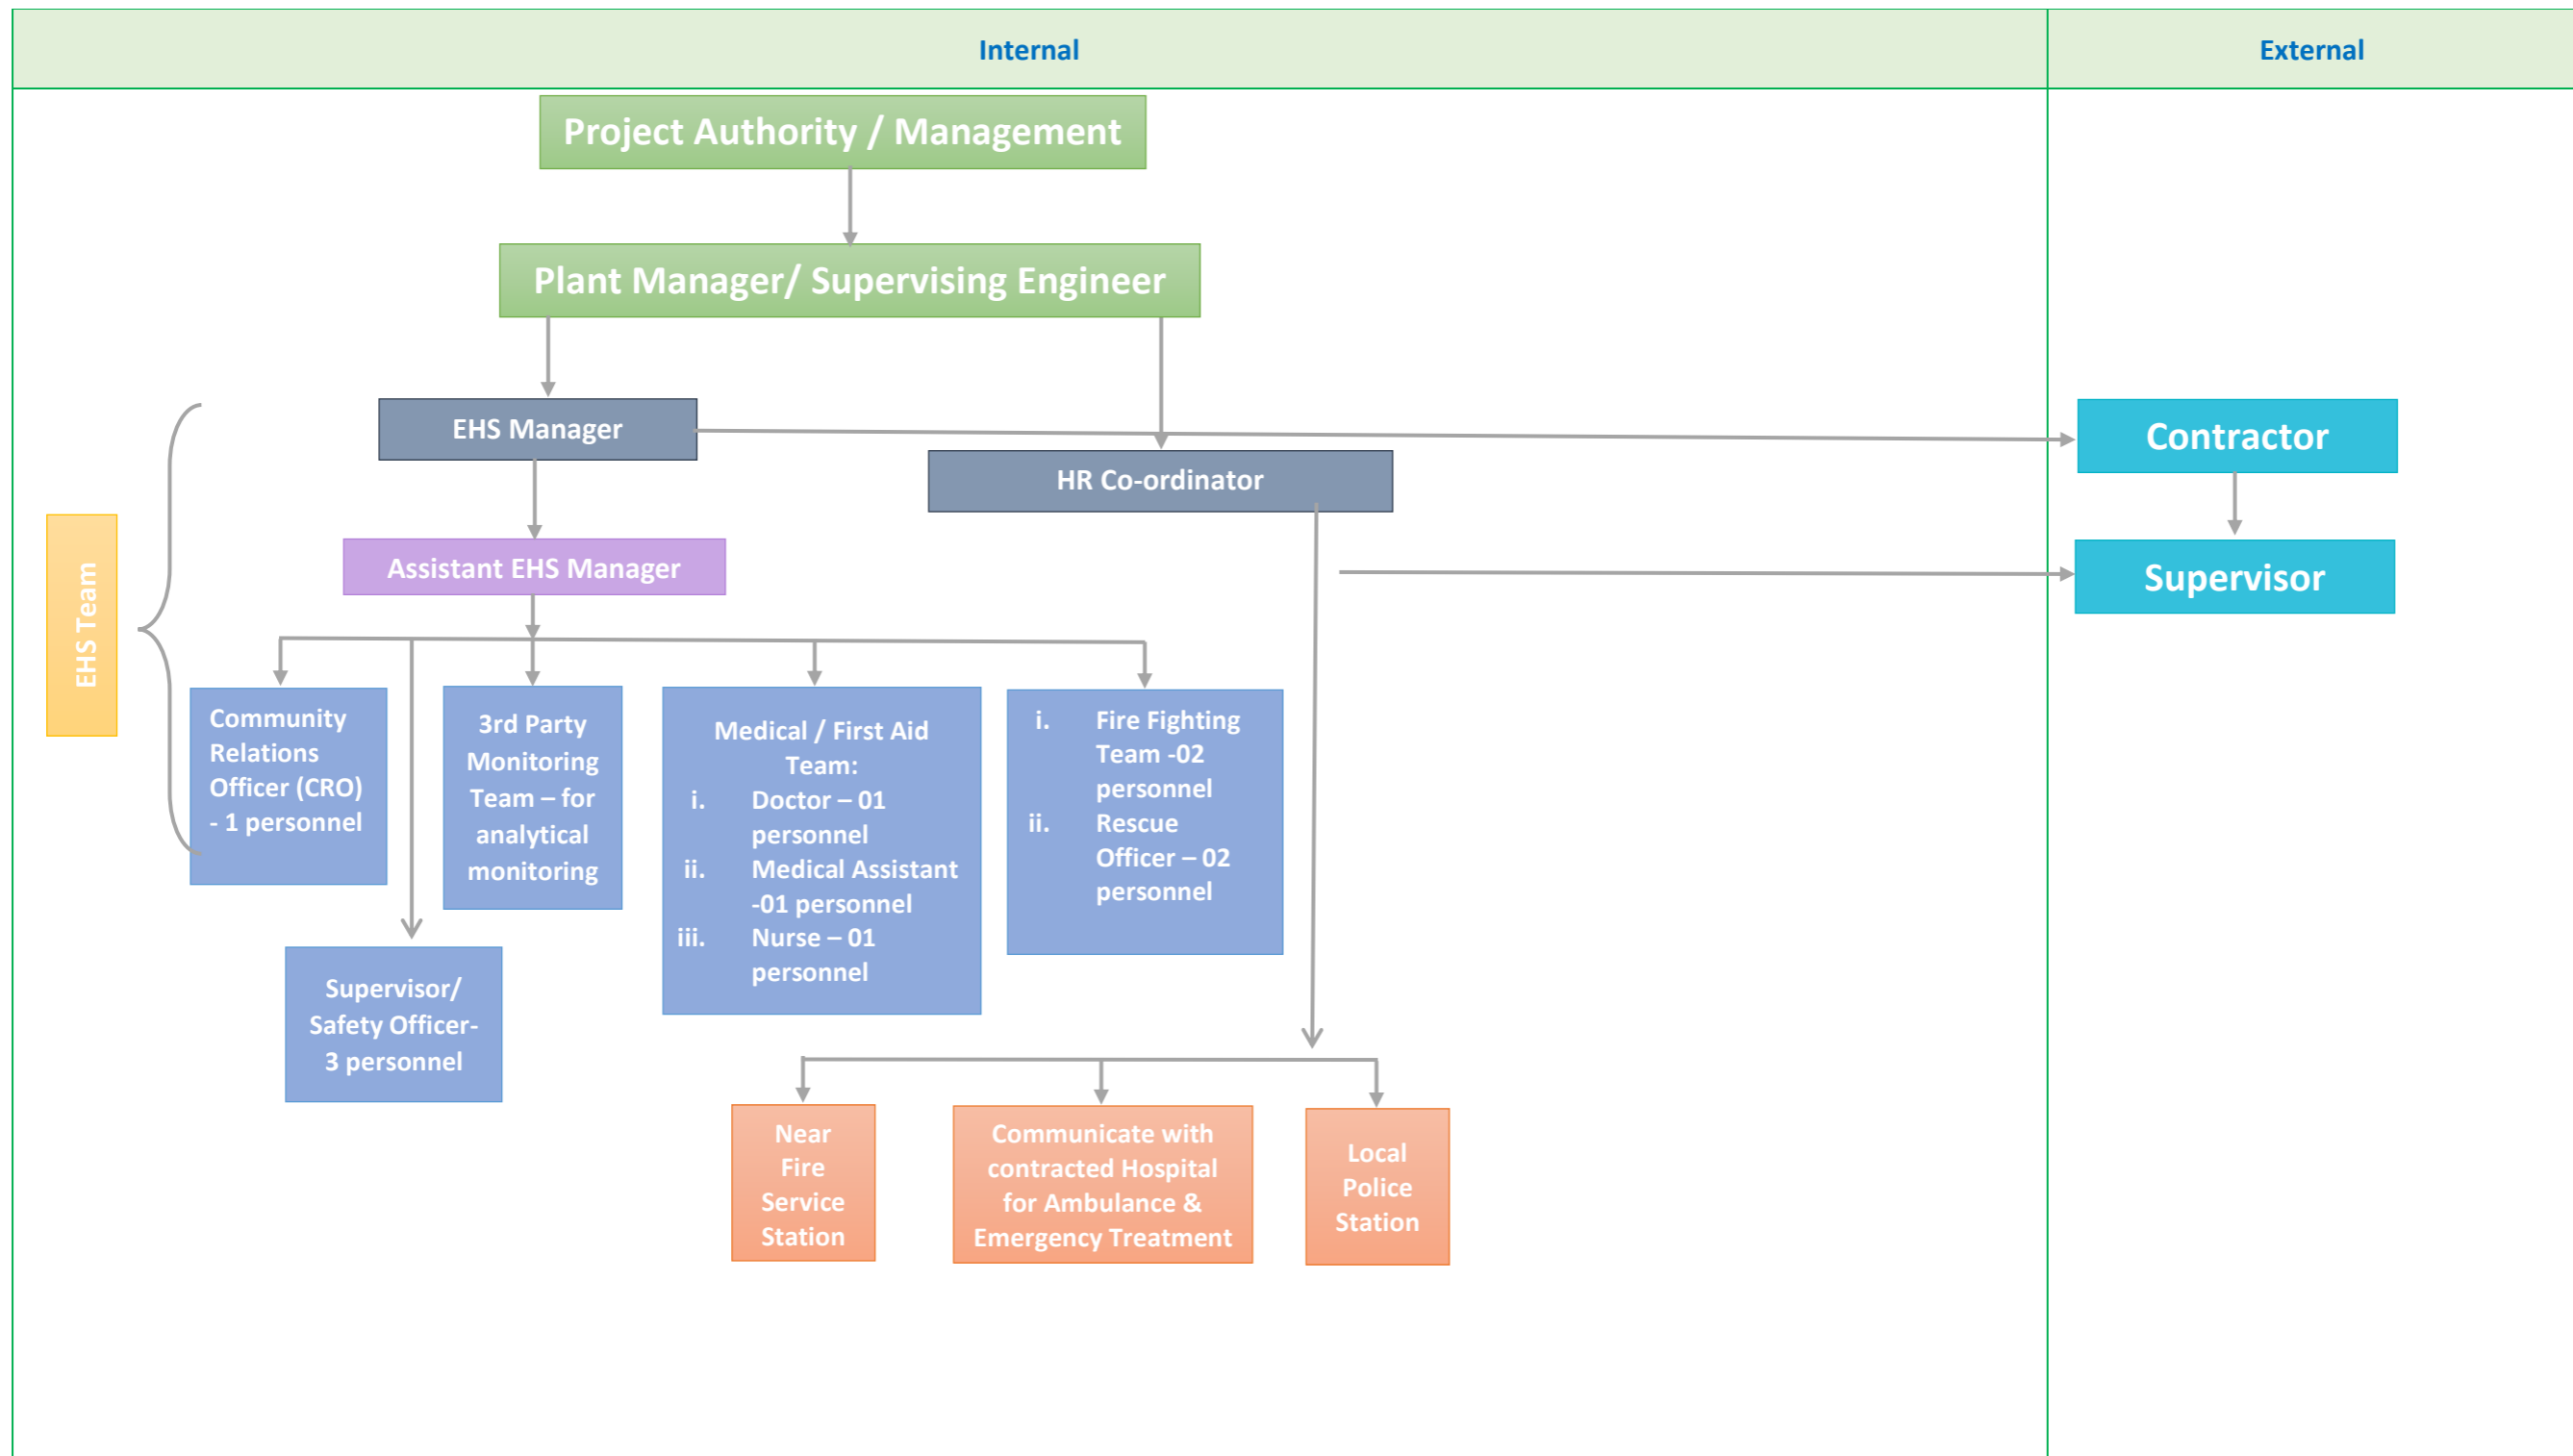 Internal
External
Project Authority / Management
Plant Manager/ Supervising Engineer
EHS Manager
Contractor
HR Co-ordinator
Assistant EHS Manager
Supervisor
EHS Team
Community
Relations
Officer (CRO)
- 1 personnel
3rd Party
Monitoring
Team – for
analytical
monitoring
Medical / First Aid
Team:
i. Doctor – 01
personnel
ii. Medical Assistant
-01 personnel
iii. Nurse – 01
personnel
i. Fire Fighting
Team -02
personnel
ii. Rescue
Officer – 02
personnel
Supervisor/
Safety Officer-
3 personnel
Near
Fire
Service
Station
Communicate with
contracted Hospital
for Ambulance &
Emergency Treatment
Local
Police
Station